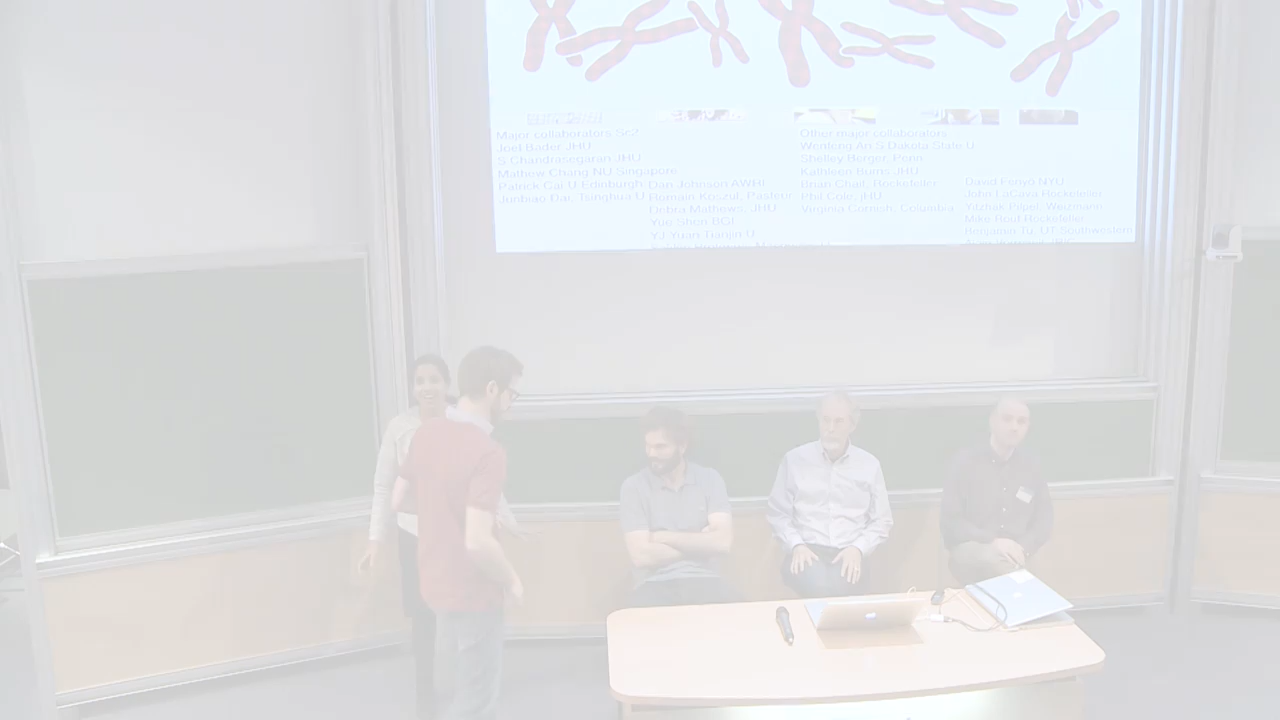 Major collaborators Sc2
Joel Bader JHU
S Chandrasegaran JHU
Mathew Chang NU Singapore
Patrick Cai U Edinburgh
Junbiao Dai, Tsinghua U
Dan Johnson AWRI
Romain Koszul, Pasteur
Debra Mathews, JHU
Yue Shen BGI
YJ Yuan Tianjin U
Other major collaborators
Wenfeng An S Dakota State U
Shelley Berger, Penn
Kathleen Burns JHU
Brian Chait, Rockefeller
Phil Cole, JHU
Virginia Cornish, Columbia
David Fenyö NYU
John LaCava Rockefeller
Yitzhak Pilpel, Weizmann
Mike Rout Rockefeller
Benjamin Tu, UT Southwestern